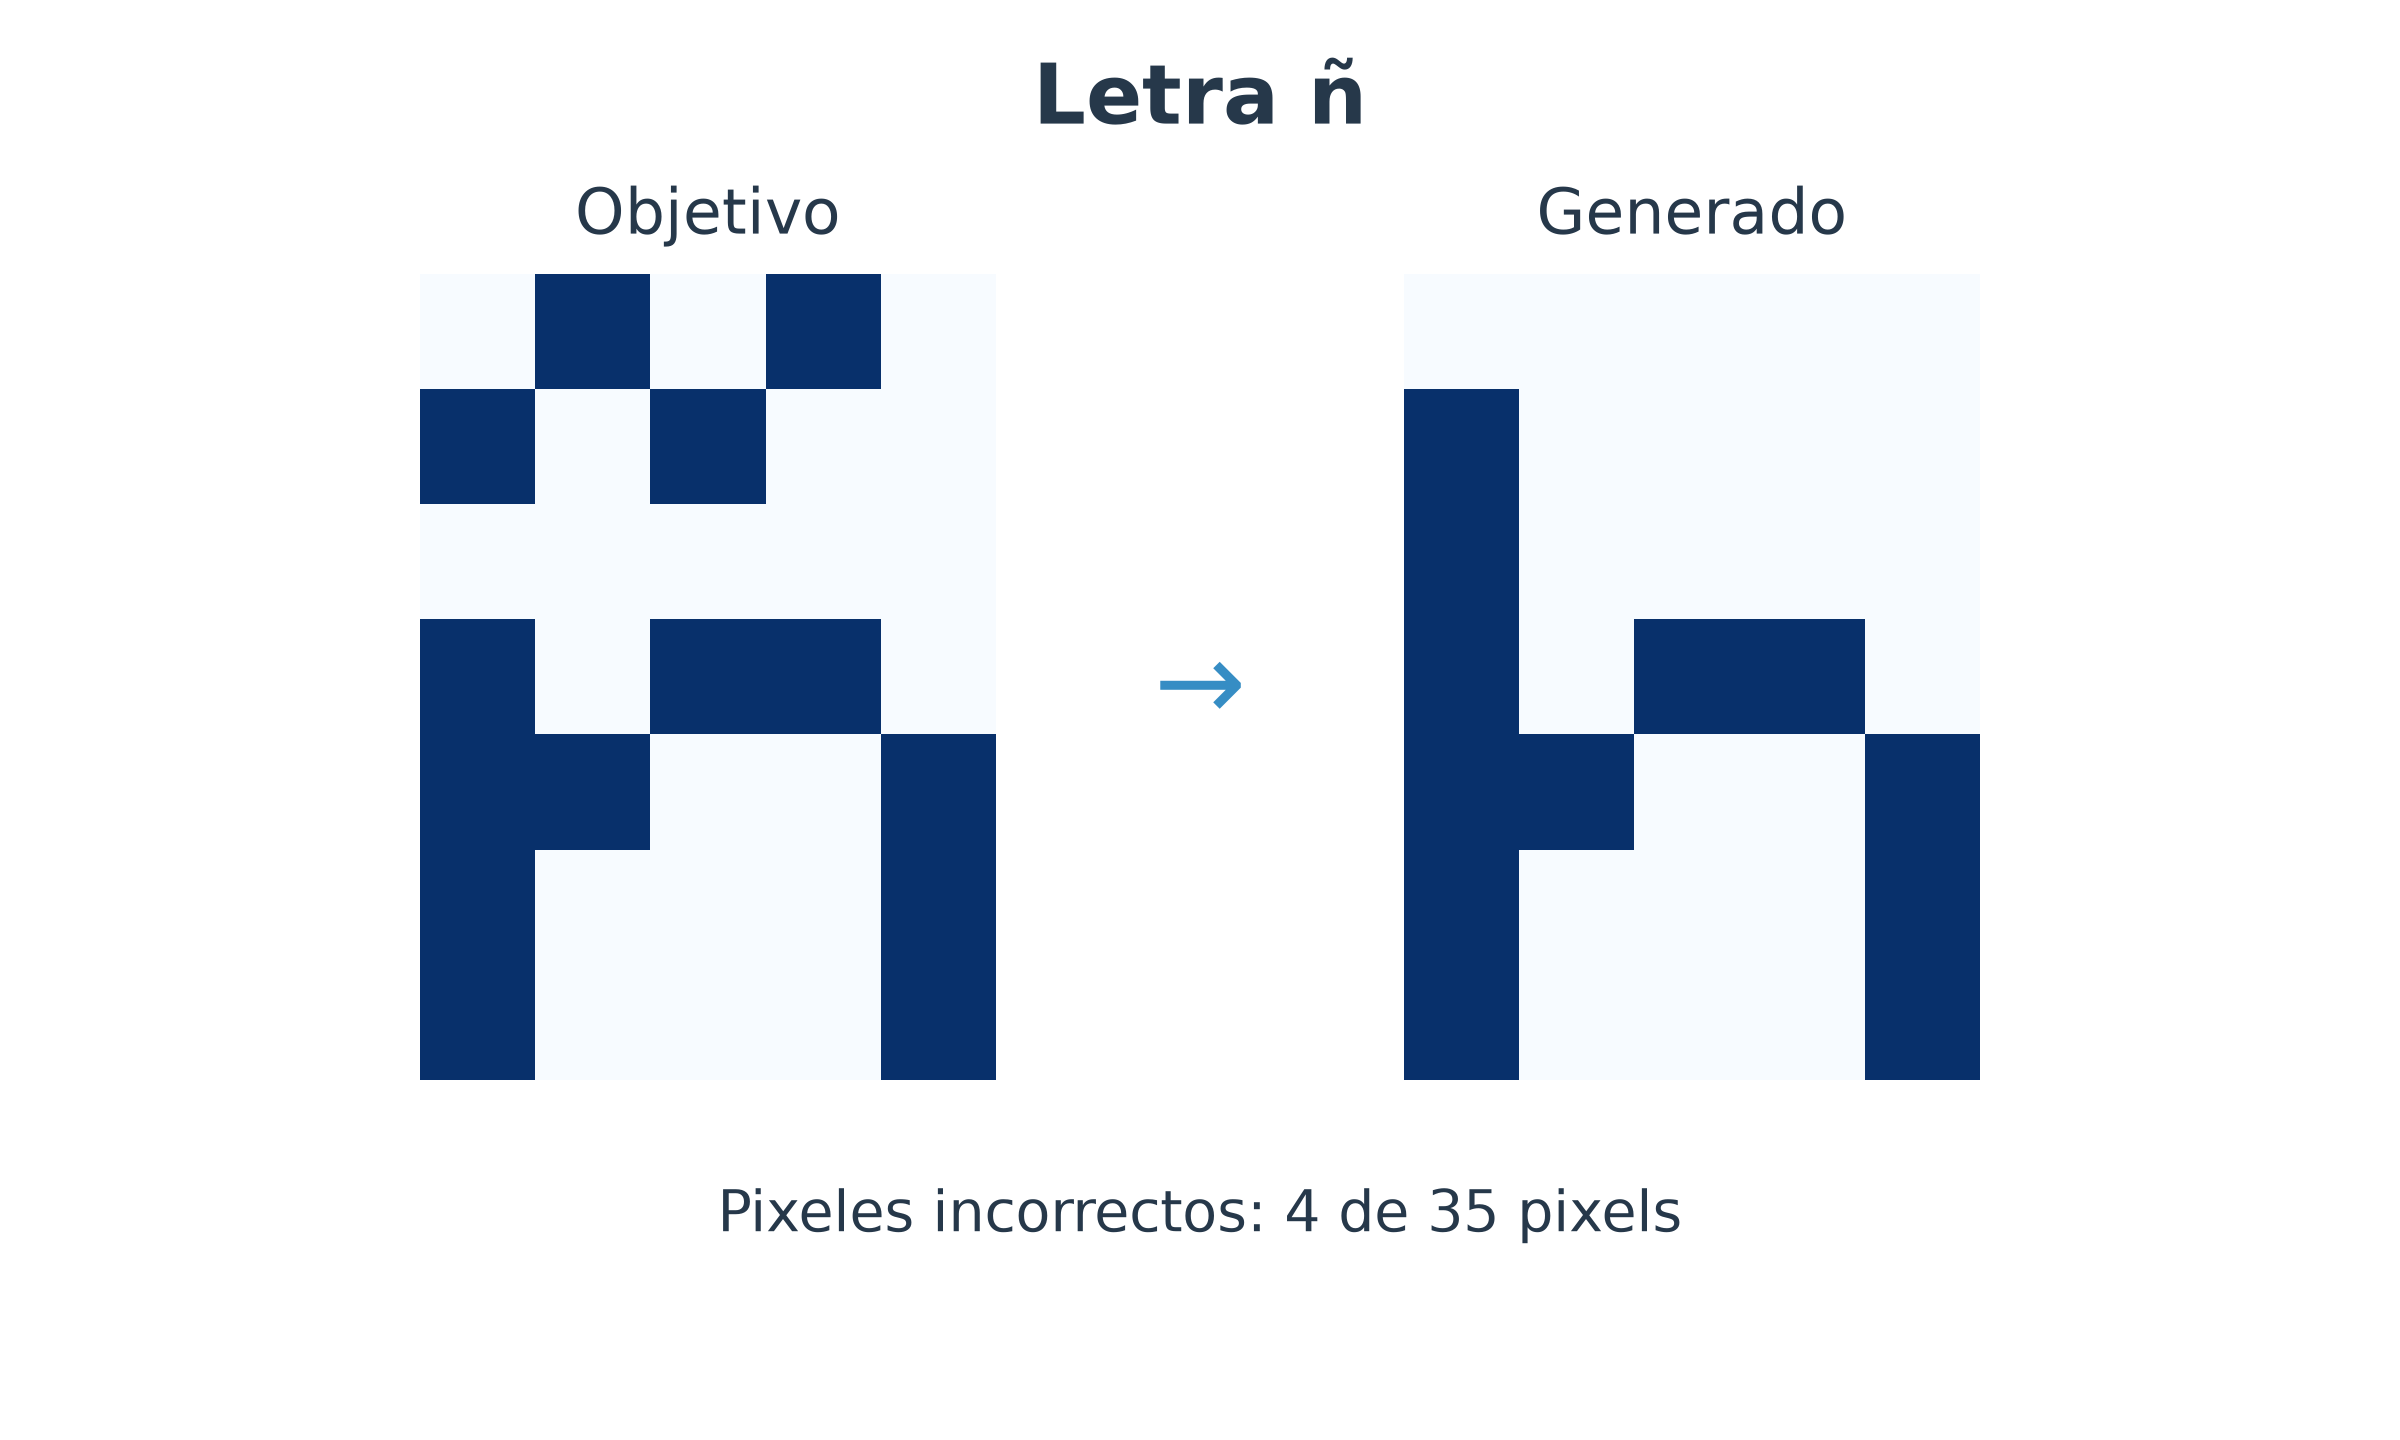 Letra ñ
Objetivo
Generado
→
Pixeles incorrectos: 4 de 35 pixels